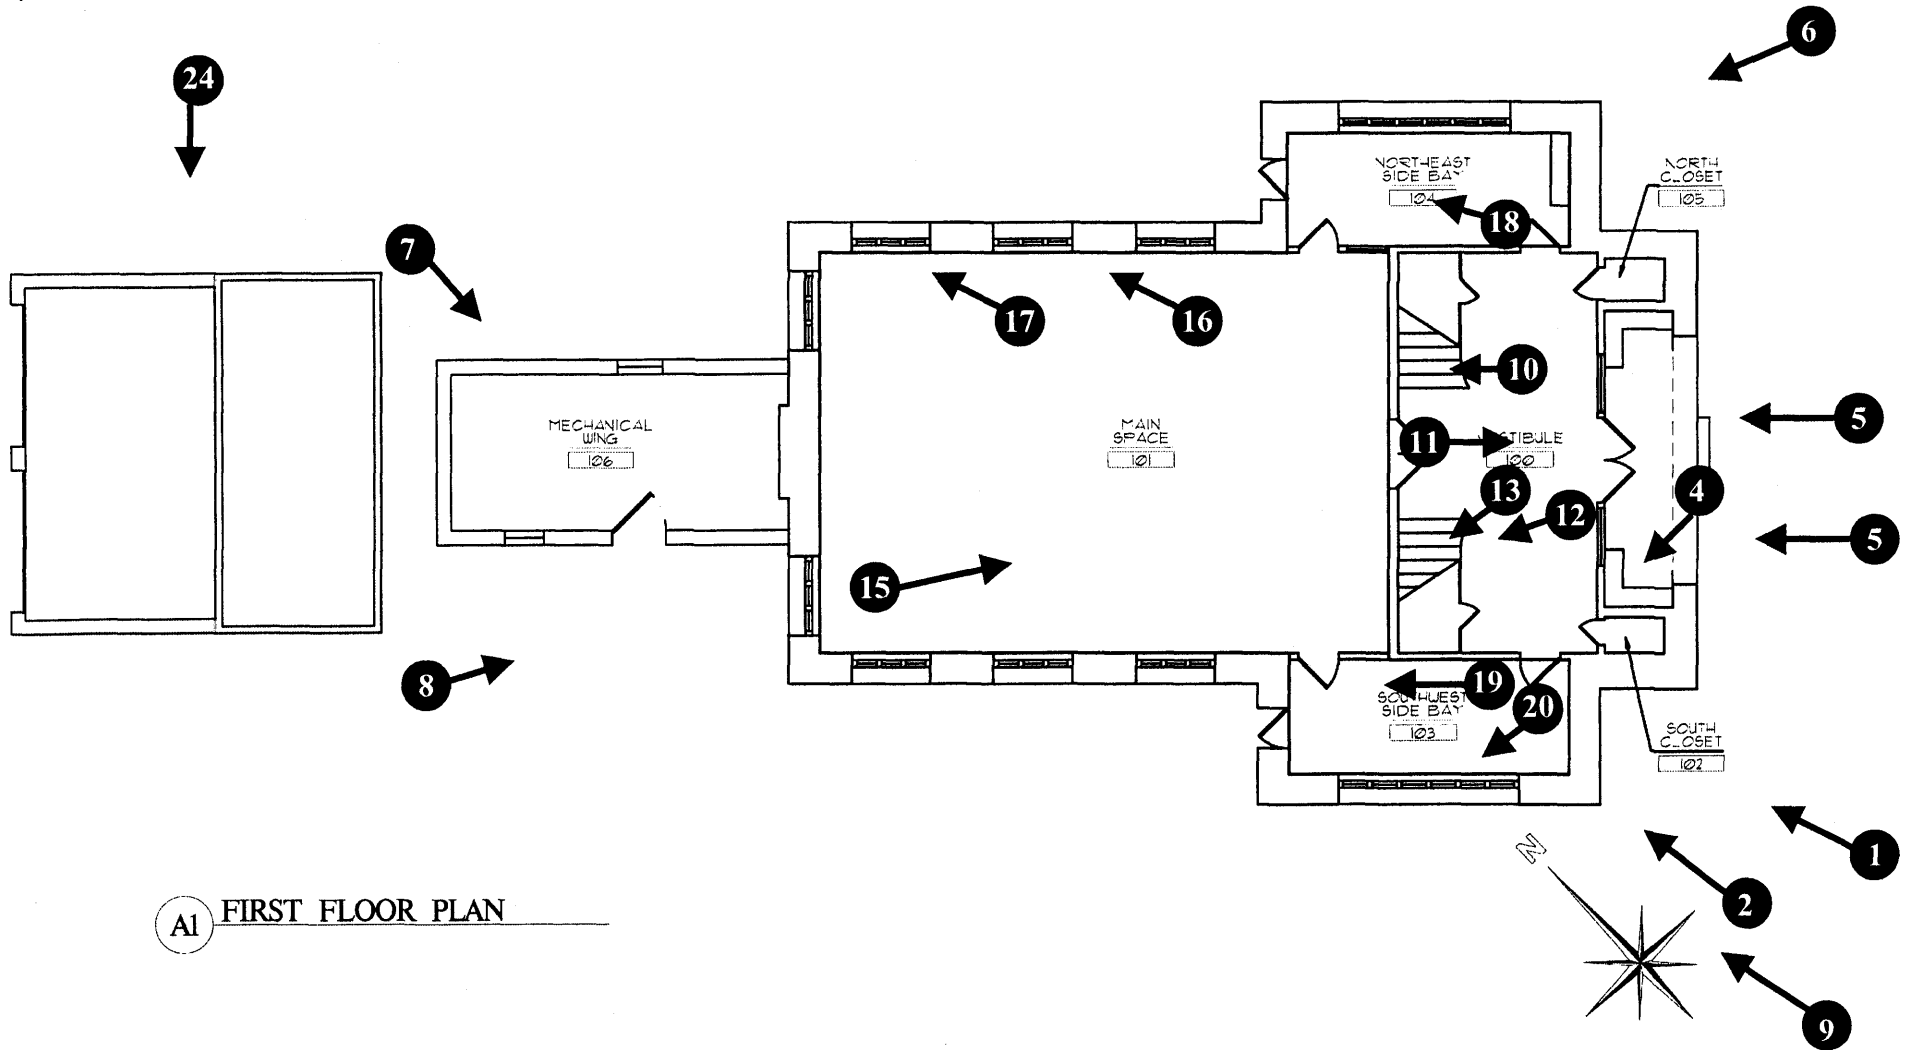 6
24
NORTHEAST
SIDE BAY
104
18
NORTH
CLOSET
105
7
17
16
10
MECHANICAL
WING
106
MAIN
SPACE
101
11
100
5
13
12
4
5
15
8
19
SIDE BAY
103
20
SOUTH
CLOSET
102
N
1
2
9
A1
FIRST FLOOR PLAN